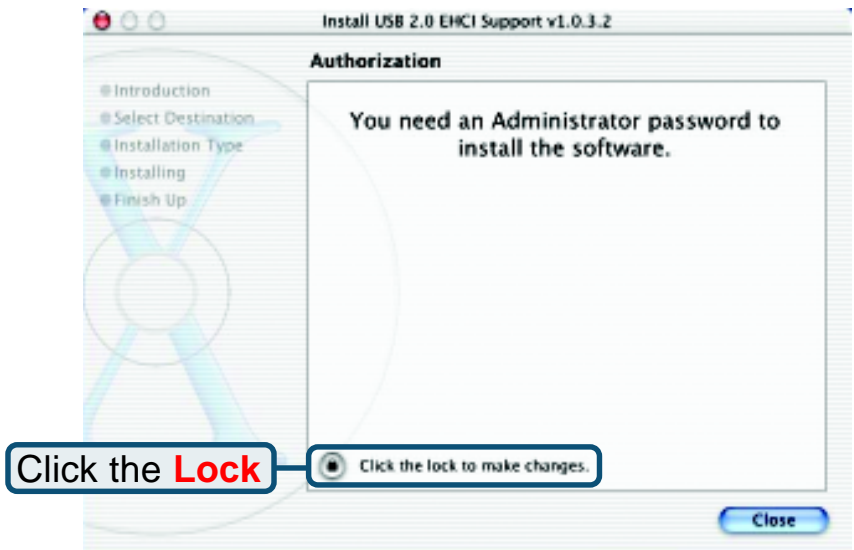 Install USB 2.0 EHCI Support v1.0.3.2
Authorization
Introduction
Select Destination
Installation Type
Installing
Finish Up
You need an Administrator password to
install the software.
Click the Lock
Click the lock to make changes.
Close